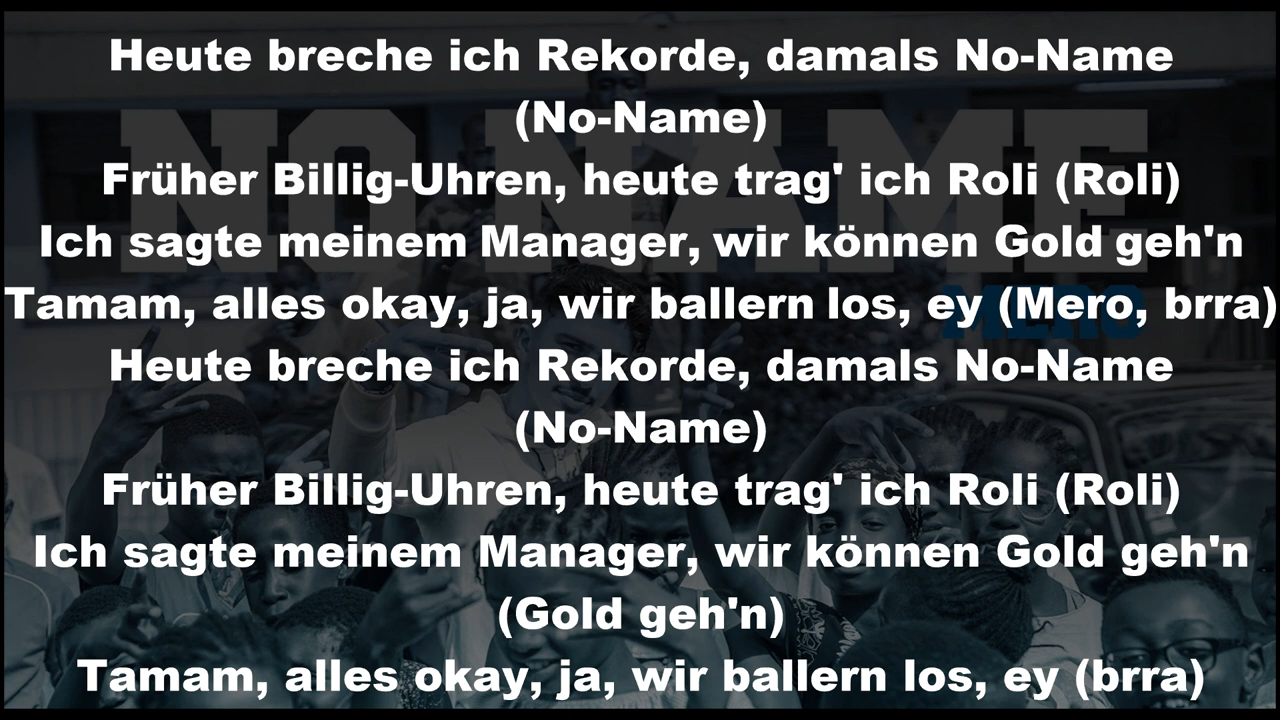 Heute breche ich Rekorde, damals No-Name
(No-Name)
Früher Billig-Uhren, heute trag' ich Roli (Roli)
Ich sagte meinem Manager, wir können Gold geh'n
Tamam, alles okay, ja, wir ballern los, ey (Mero, brra)
Heute breche ich Rekorde, damals No-Name
(No-Name)
Früher Billig-Uhren, heute trag' ich Roli (Roli)
Ich sagte meinem Manager, wir können Gold geh'n
(Gold geh'n)
Tamam, alles okay, ja, wir ballern los, ey (brra)
NO NAME
MERO